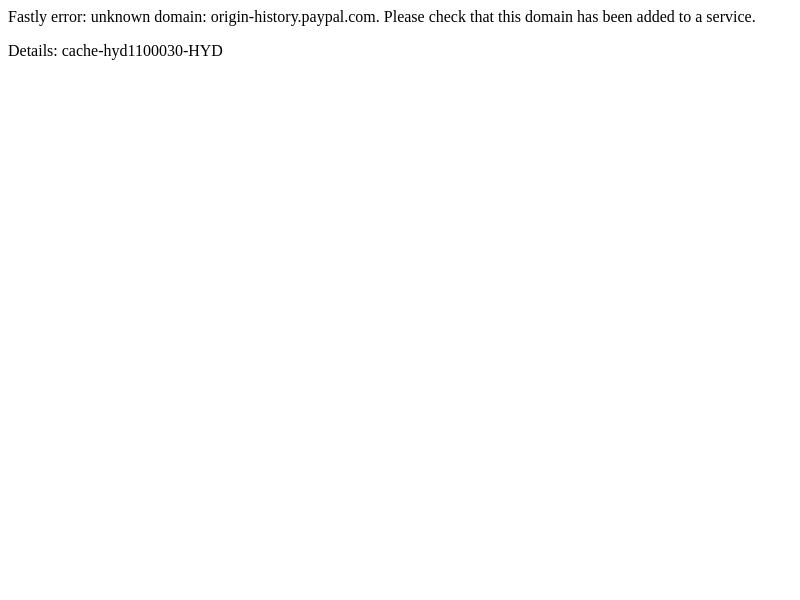 Fastly error: unknown domain: origin-history.paypal.com. Please check that this domain has been added to a service.
Details: cache-hyd1100030-HYD